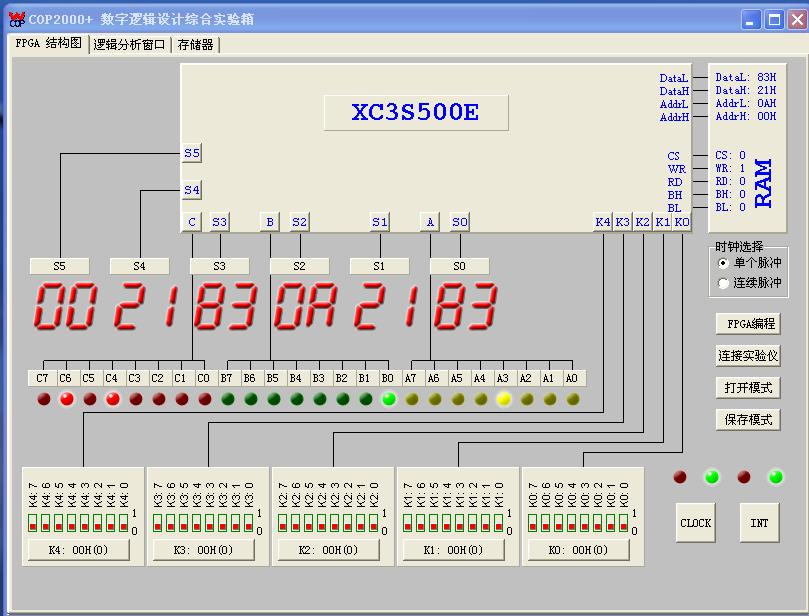 COP2000+ 数字逻辑设计综合实验箱
FPGA 结构图 逻辑分析窗口 存储器
XC3S500E
DataL DataL: 83H
DataH DataH: 21H
AddrL AddrL: 0AH
AddrH AddrH: 00H
CS CS: 0
WR WR: 1
RD RD: 0
BH BH: 0
BL BL: 0
RAM
S5
S4
C S3 B S2 S1 A S0 K4 K3 K2 K1 K0
时钟选择
单个脉冲
连续脉冲
S5 S4 S3 S2 S1 S0
00 21 83 0A 21 83
FPGA编程
连接实验仪
打开模式
保存模式
C7 C6 C5 C4 C3 C2 C1 C0 B7 B6 B5 B4 B3 B2 B1 B0 A7 A6 A5 A4 A3 A2 A1 A0
K4:7 K4:6 K4:5 K4:4 K4:3 K4:2 K4:1 K4:0 K3:7 K3:6 K3:5 K3:4 K3:3 K3:2 K3:1 K3:0 K2:7 K2:6 K2:5 K2:4 K2:3 K2:2 K2:1 K2:0 K1:7 K1:6 K1:5 K1:4 K1:3 K1:2 K1:1 K1:0 K0:7 K0:6 K0:5 K0:4 K0:3 K0:2 K0:1 K0:0
1 1 1 1 1
0 0 0 0 0
K4: 00H(0) K3: 00H(0) K2: 00H(0) K1: 00H(0) K0: 00H(0)
CLOCK INT